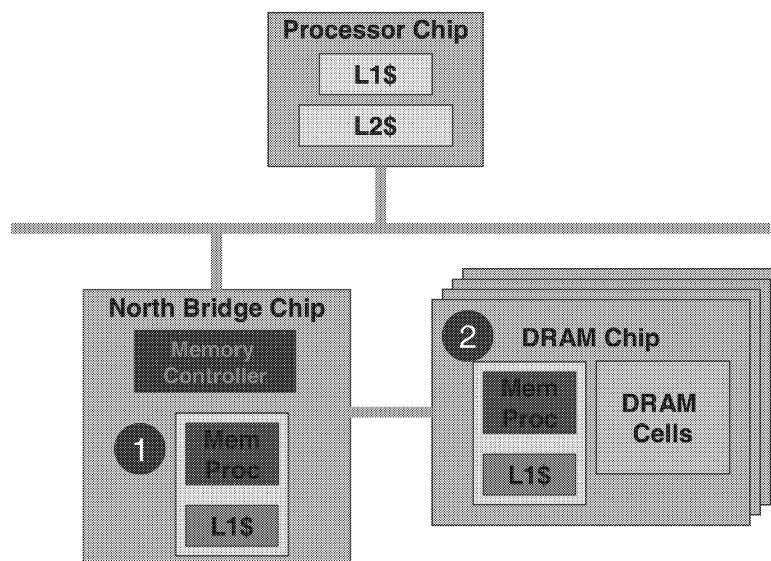 Processor Chip
L1$
L2$
North Bridge Chip
Memory
Controller
1
Mem
Proc
L1$
2
DRAM Chip
Mem
Proc
L1$
DRAM
Cells